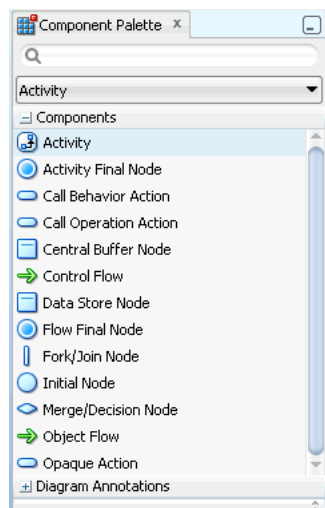 Component Palette
Activity
Components
Activity
Activity Final Node
Call Behavior Action
Call Operation Action
Central Buffer Node
Control Flow
Data Store Node
Flow Final Node
Fork/Join Node
Initial Node
Merge/Decision Node
Object Flow
Opaque Action
Diagram Annotations